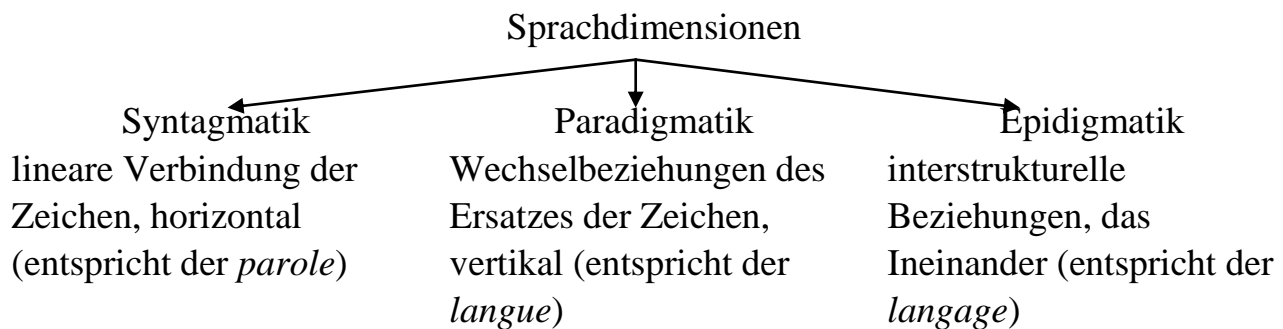 Sprachdimensionen
Syntagmatik
lineare Verbindung der
Zeichen, horizontal
(entspricht der parole)
Paradigmatik
Wechselbeziehungen des
Ersatzes der Zeichen,
vertikal (entspricht der
langue)
Epidigmatik
interstrukturelle
Beziehungen, das
Ineinander (entspricht der
langage)